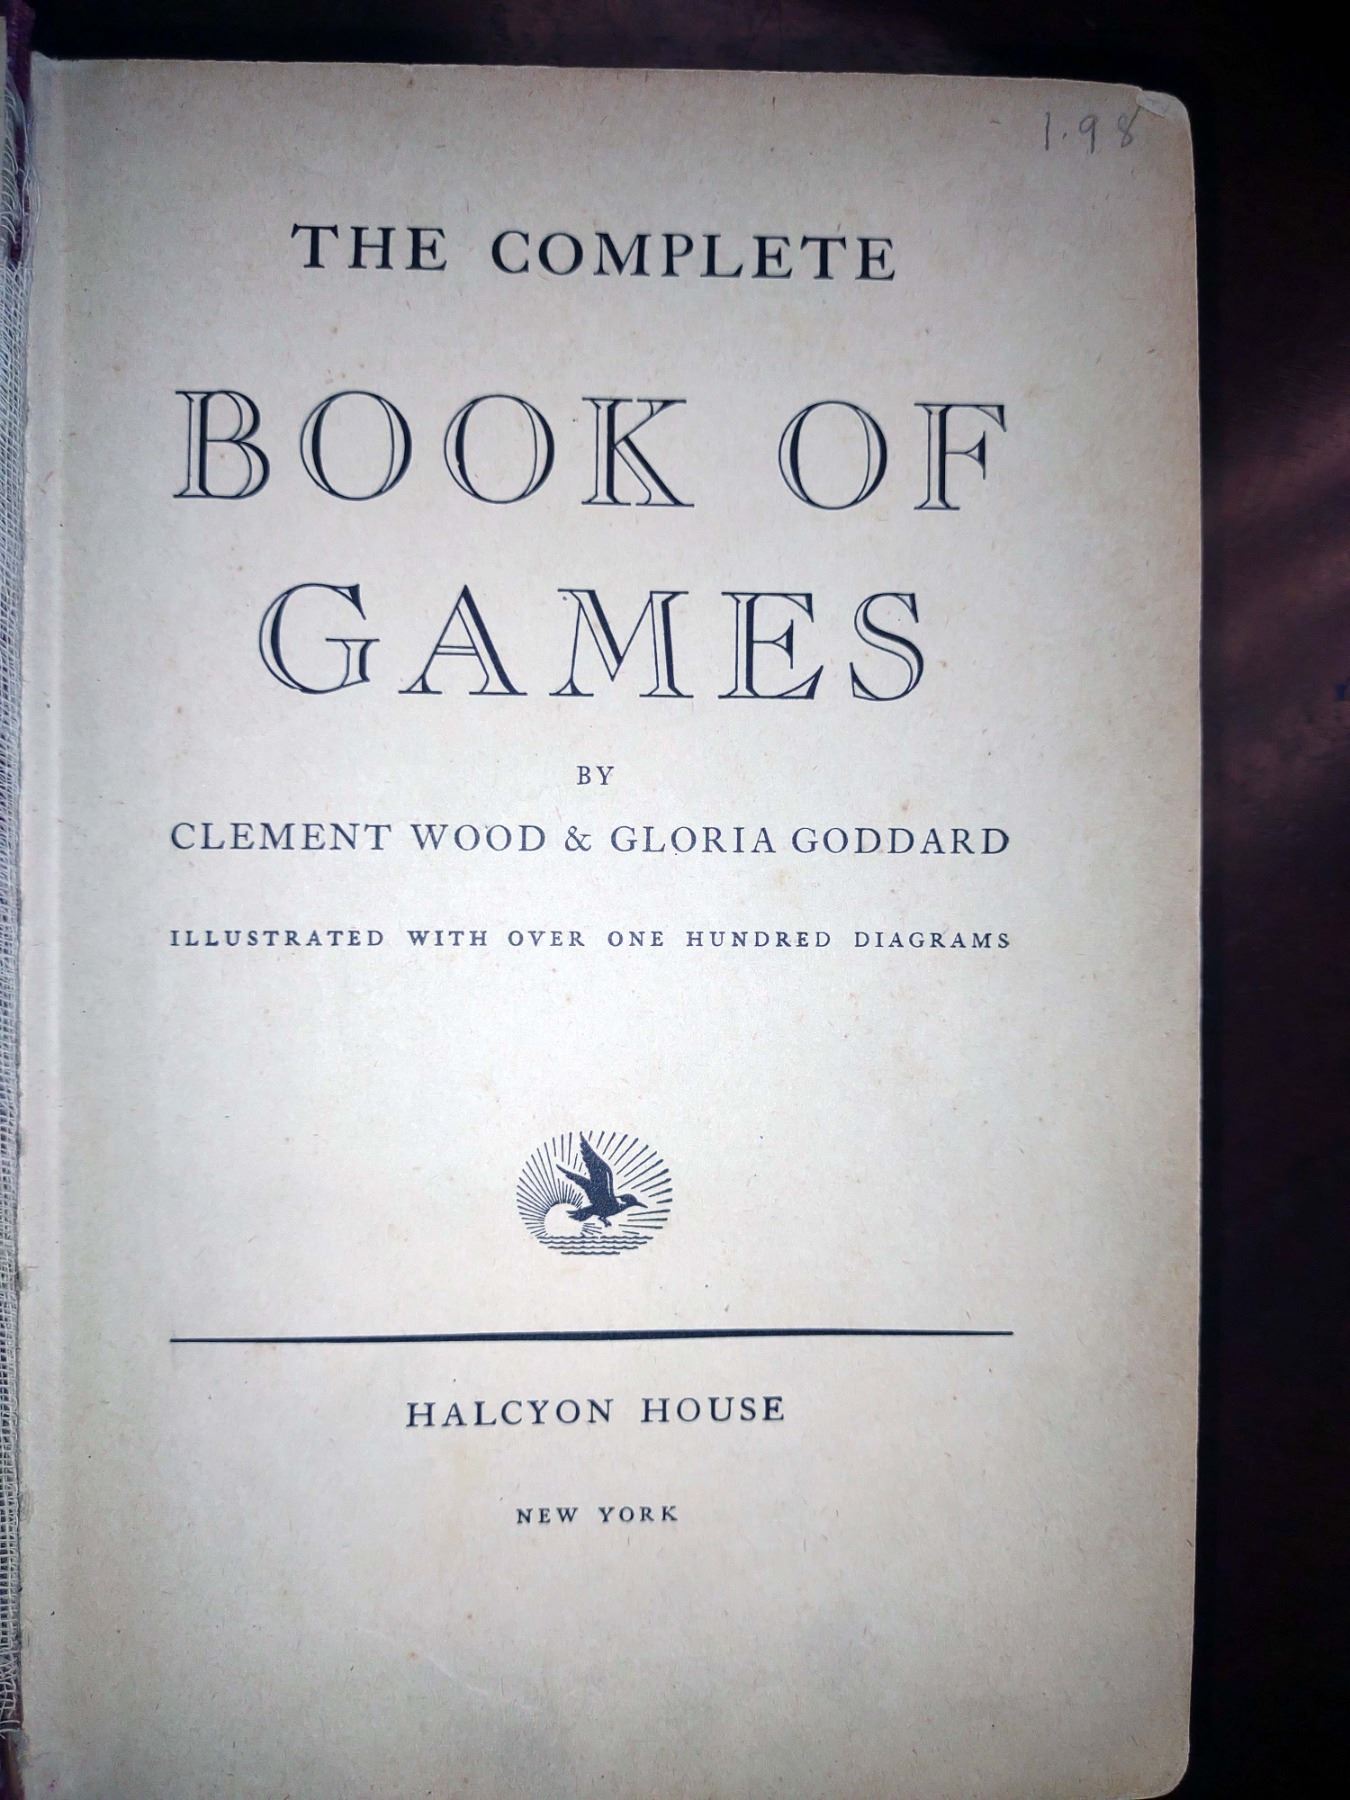 1.98
THE COMPLETE
BOOK OF
GAMES
BY
CLEMENT WOOD & GLORIA GODDARD
ILLUSTRATED WITH OVER ONE HUNDRED DIAGRAMS
HALCYON HOUSE
NEW YORK